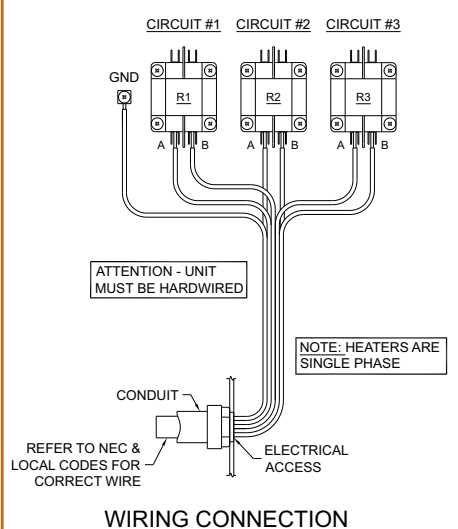 CIRCUIT #1 CIRCUIT #2 CIRCUIT #3
GND
R1 R2 R3
A B A B A B
ATTENTION - UNIT
MUST BE HARDWIRED
NOTE: HEATERS ARE
SINGLE PHASE
CONDUIT
REFER TO NEC &
LOCAL CODES FOR
CORRECT WIRE
ELECTRICAL
ACCESS
WIRING CONNECTION